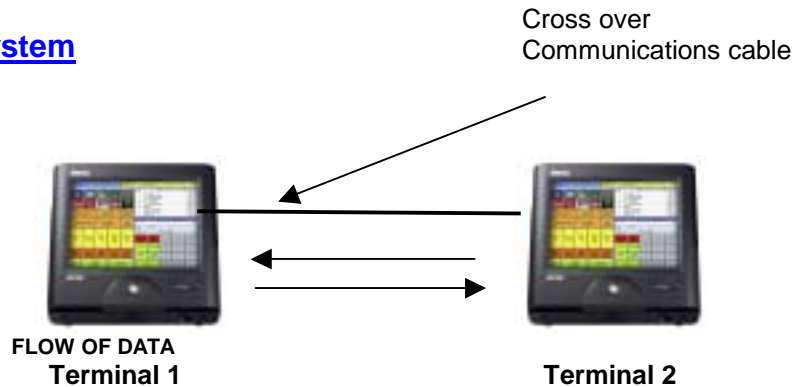 Cross over
Communications cable
stem
FLOW OF DATA
Terminal 1
Terminal 2